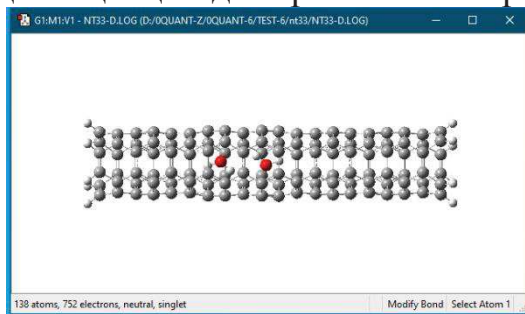 G1:M1:V1 - NT33-D.LOG (D:/0QUANT-Z/0QUANT-6/TEST-6/nt33/NT33-D.LOG)
138 atoms, 752 electrons, neutral, singlet
Modify Bond
Select Atom 1